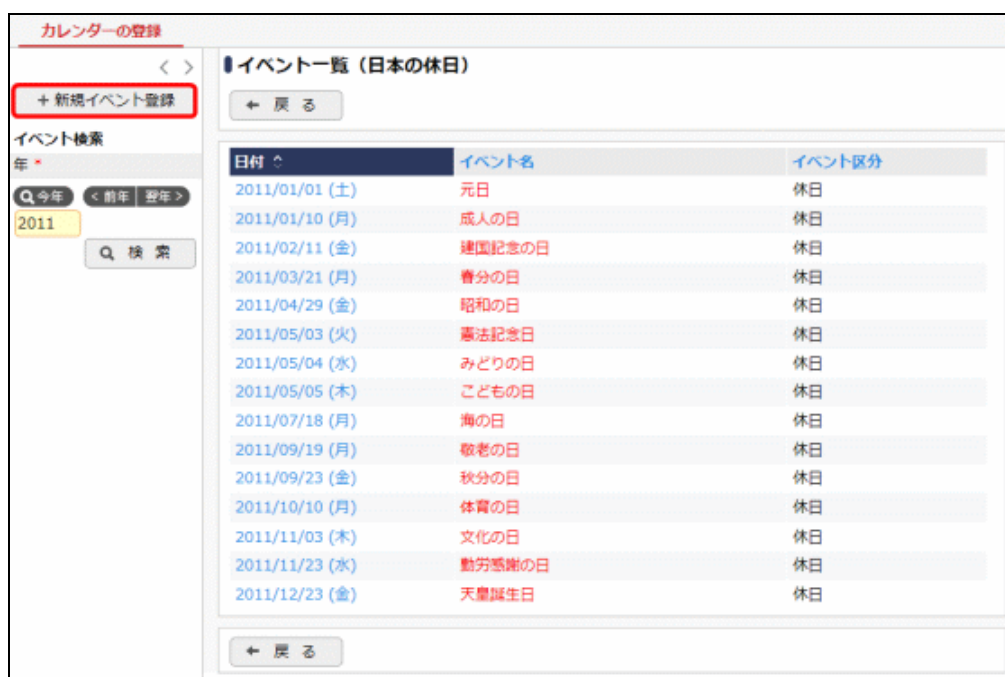 カレンダーの登録
< >
+ 新規イベント登録
イベント検索
年 *
今年 < 前年 翌年 >
2011
検 索
イベント一覧（日本の休日）
← 戻 る
日付 イベント名 イベント区分
2011/01/01 (土) 元日 休日
2011/01/10 (月) 成人の日 休日
2011/02/11 (金) 建国記念の日 休日
2011/03/21 (月) 春分の日 休日
2011/04/29 (金) 昭和の日 休日
2011/05/03 (火) 憲法記念日 休日
2011/05/04 (水) みどりの日 休日
2011/05/05 (木) こどもの日 休日
2011/07/18 (月) 海の日 休日
2011/09/19 (月) 敬老の日 休日
2011/09/23 (金) 秋分の日 休日
2011/10/10 (月) 体育の日 休日
2011/11/03 (木) 文化の日 休日
2011/11/23 (水) 勤労感謝の日 休日
2011/12/23 (金) 天皇誕生日 休日
← 戻 る